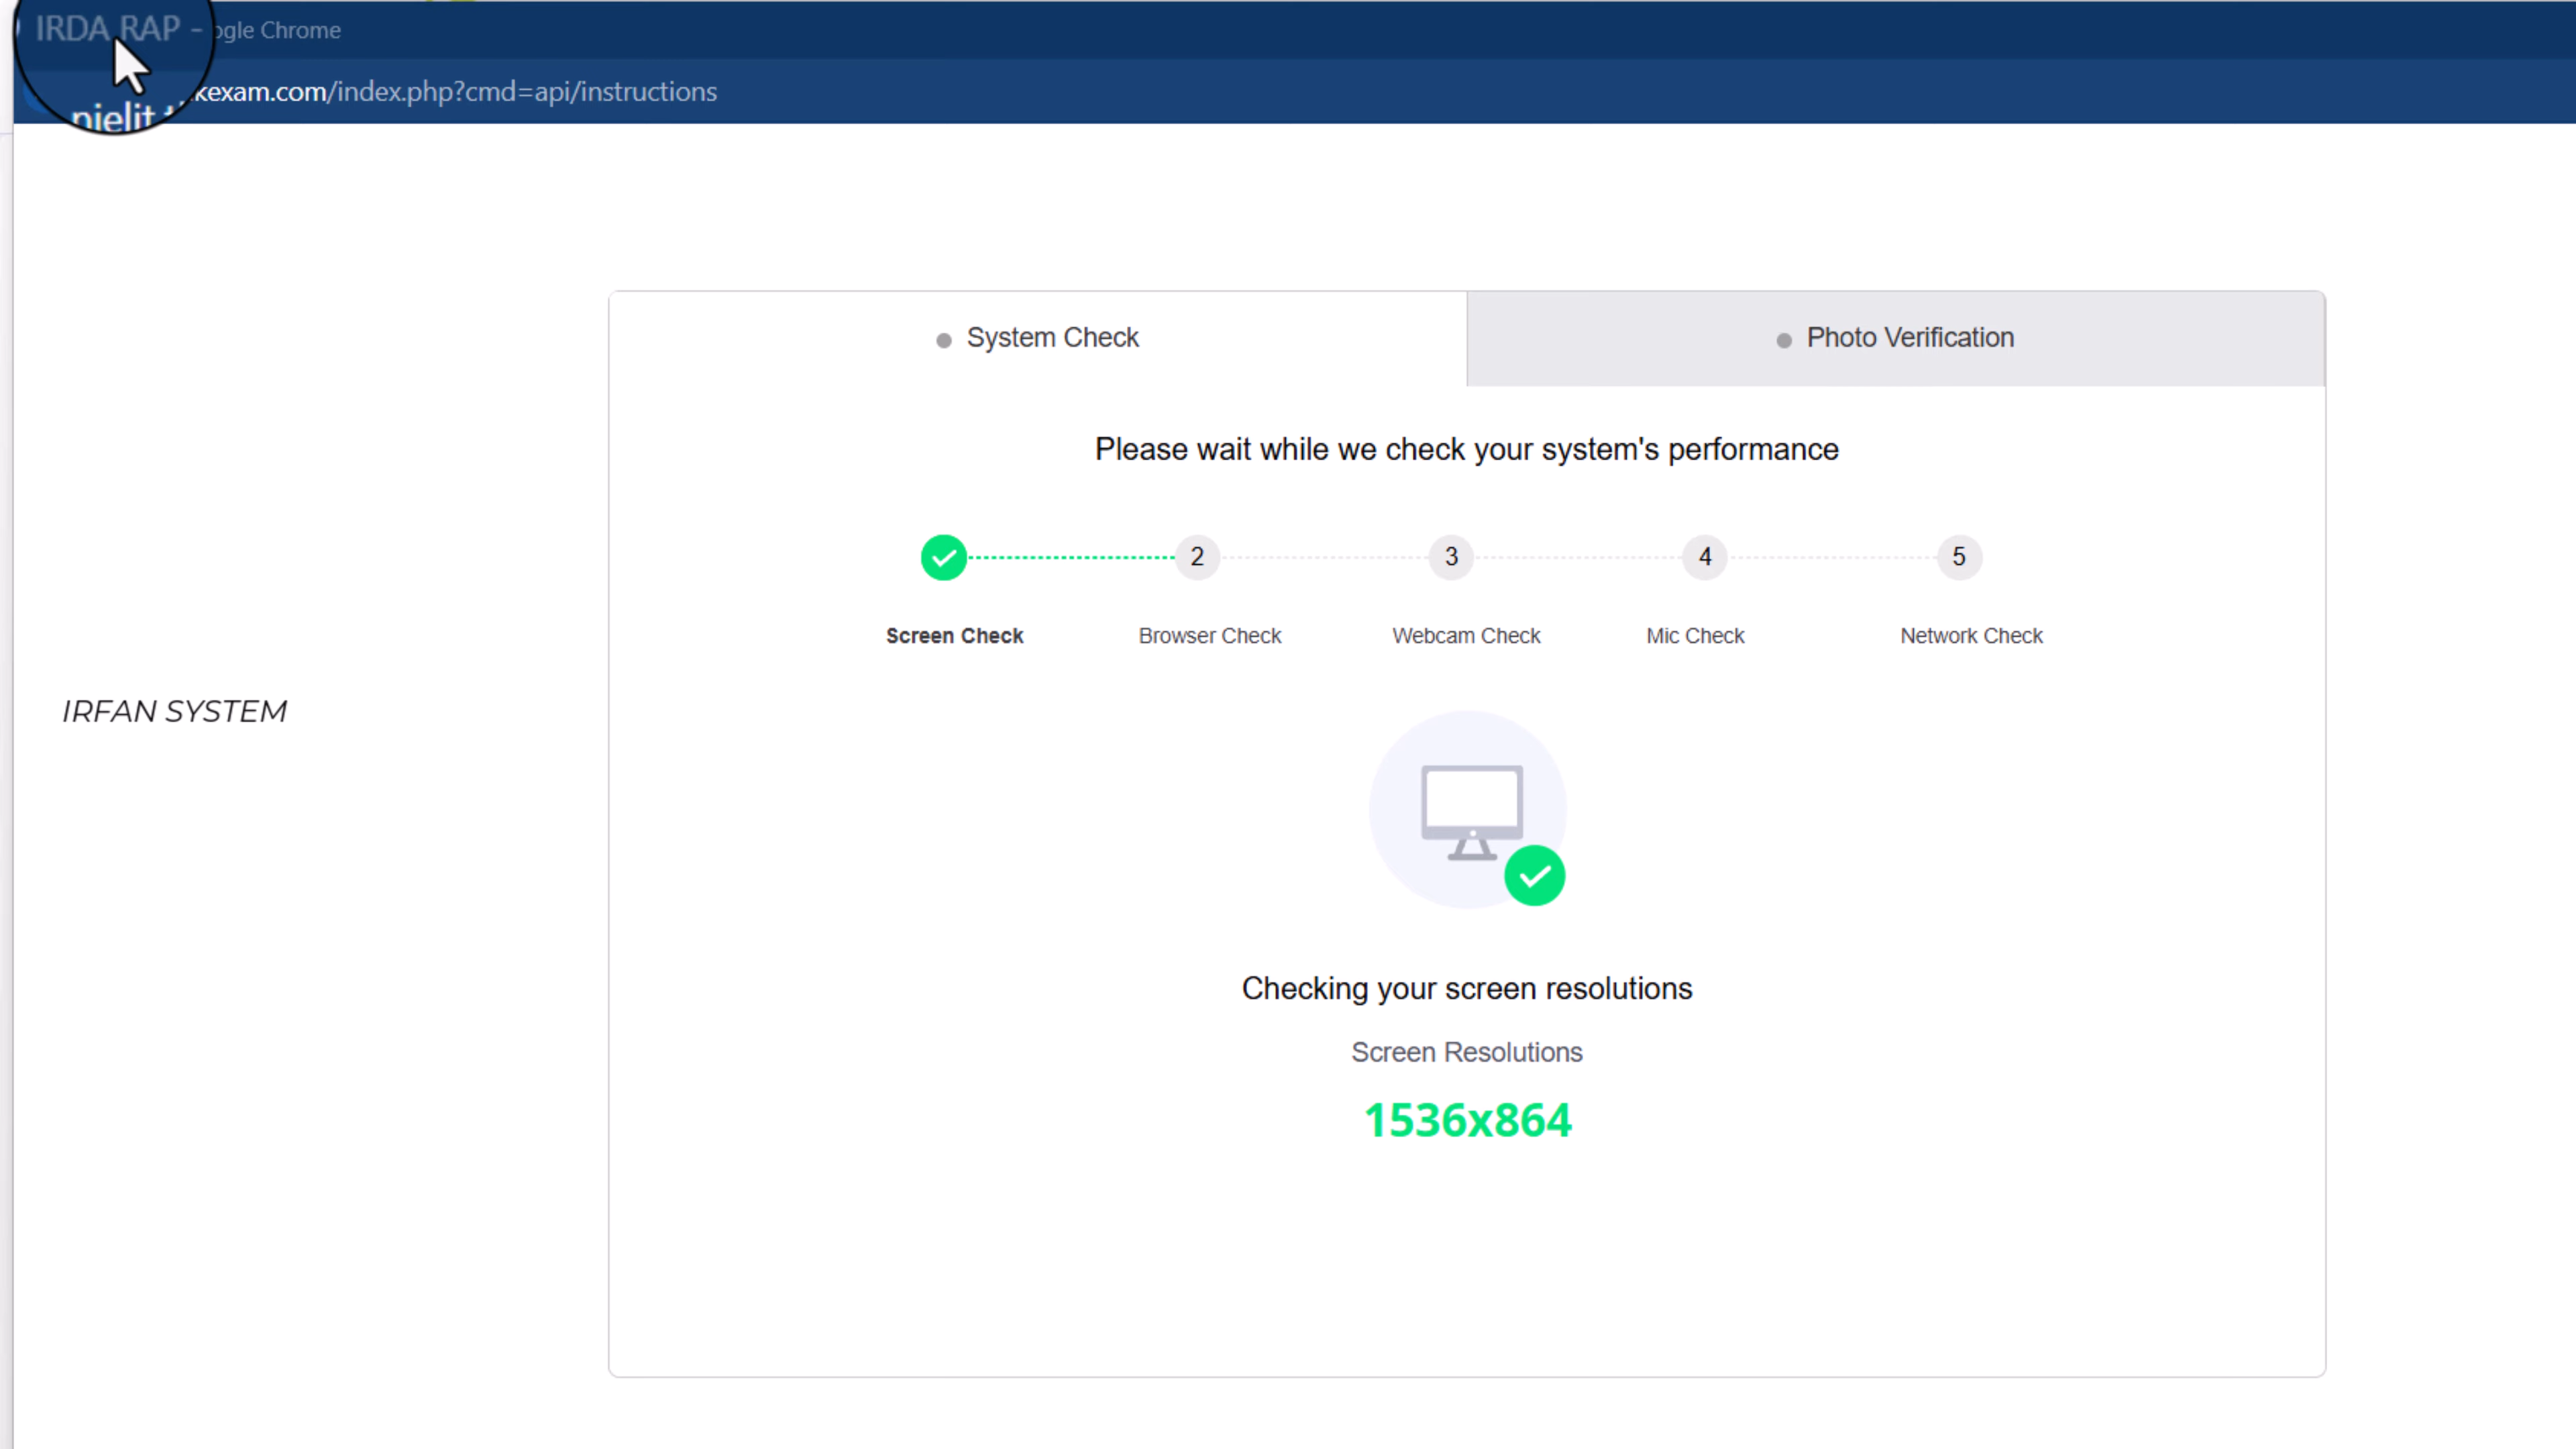 IRDA RAP - ogle Chrome
nielit kexam.com/index.php?cmd=api/instructions
System Check
Photo Verification
Please wait while we check your system's performance
2 3 4 5
Screen Check Browser Check Webcam Check Mic Check Network Check
IRFAN SYSTEM
Checking your screen resolutions
Screen Resolutions
1536x864